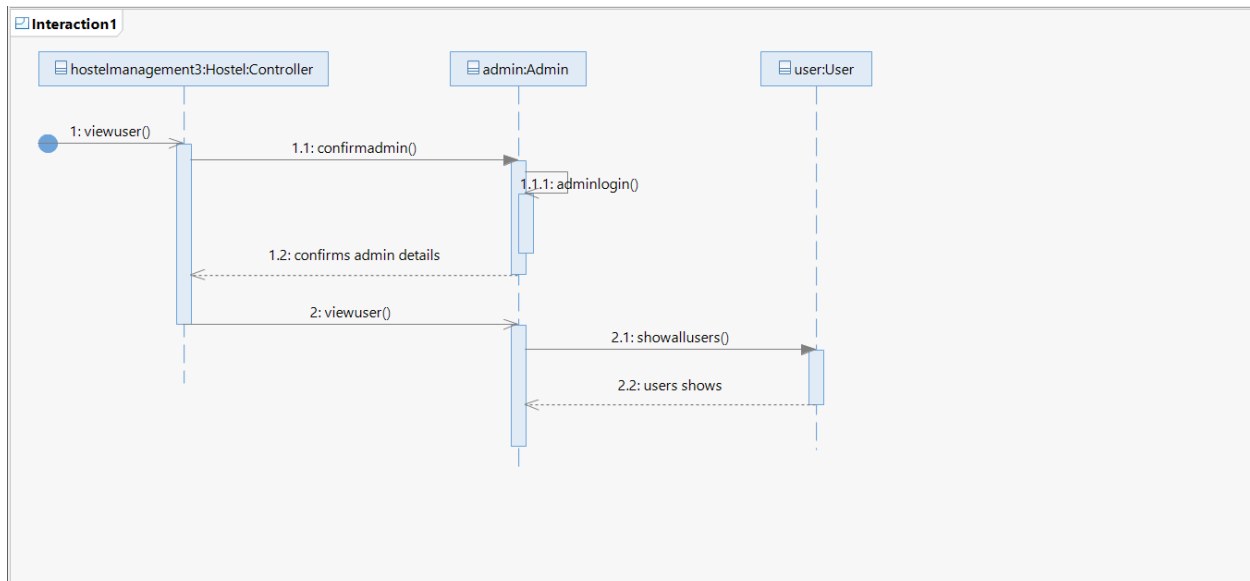 Interaction1
hostelmanagement3:Hostel:Controller
admin:Admin
user:User
1: viewuser()
1.1: confirmadmin()
1.1.1: adminlogin()
1.2: confirms admin details
2: viewuser()
2.1: showallusers()
2.2: users shows